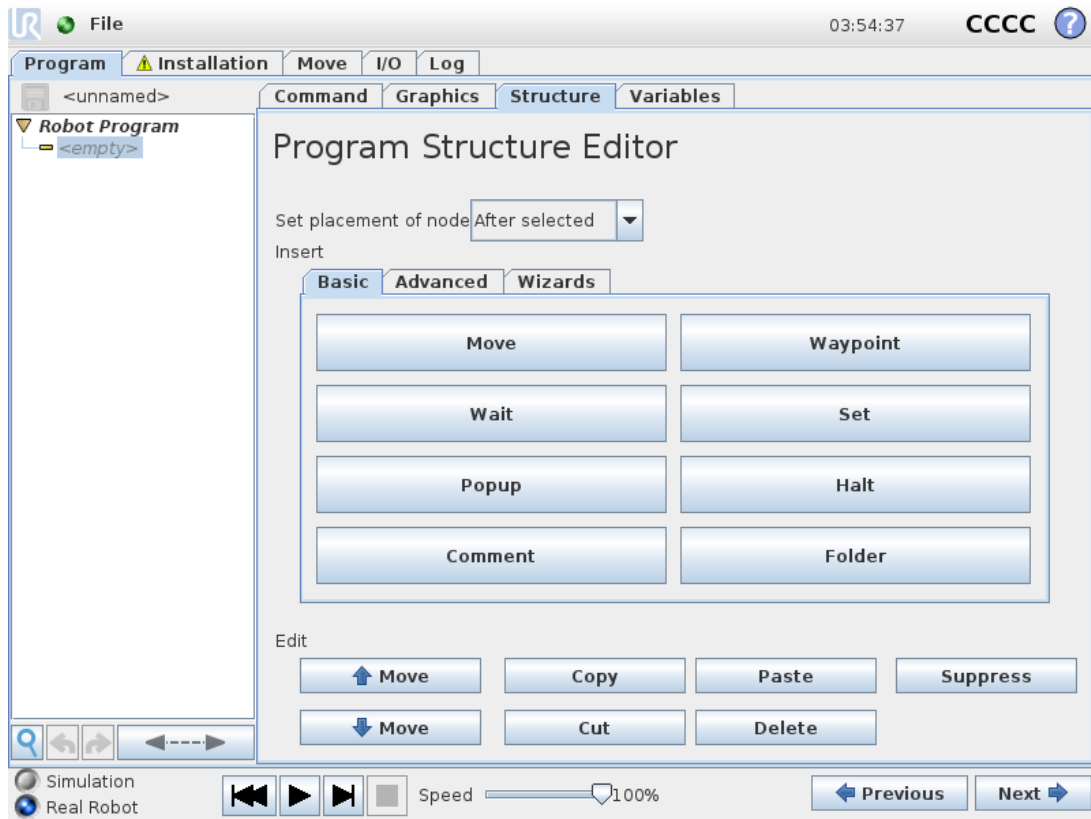 UR File 03:54:37 CCCC ?
Program Installation Move I/O Log
<unnamed> Command Graphics Structure Variables
Robot Program
<empty>
Program Structure Editor
Set placement of node After selected
Insert
Basic Advanced Wizards
Move Waypoint
Wait Set
Popup Halt
Comment Folder
Edit
Move Copy Paste Suppress
Move Cut Delete
Simulation
Real Robot
Speed 100% Previous Next